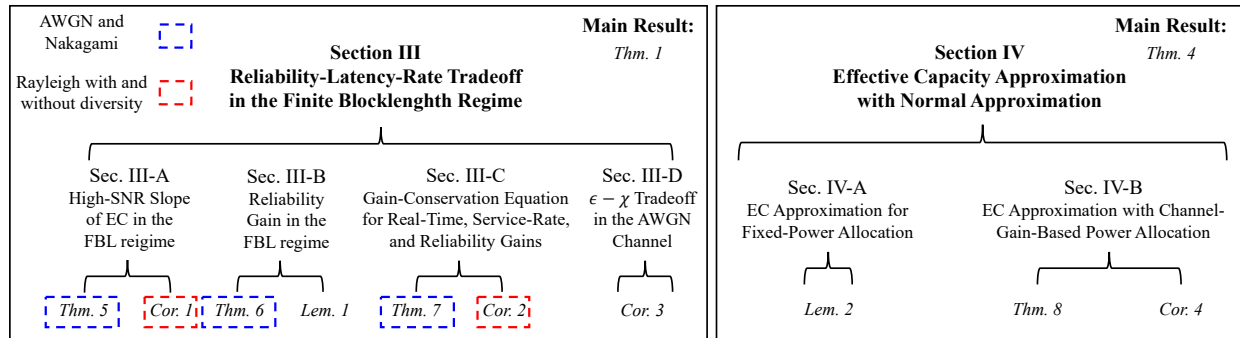 AWGN and
Nakagami
Rayleigh with and
without diversity
Main Result:
Thm. 1
Section III
Reliability-Latency-Rate Tradeoff
in the Finite Blocklenghth Regime
Sec. III-A
High-SNR Slope
of EC in the
FBL reigime
Sec. III-B
Reliability
Gain in the
FBL regime
Sec. III-C
Gain-Conservation Equation
for Real-Time, Service-Rate,
and Reliability Gains
Sec. III-D
ϵ − χ Tradeoff
in the AWGN
Channel
Thm. 5 Cor. 1 Thm. 6 Lem. 1 Thm. 7 Cor. 2 Cor. 3
Main Result:
Thm. 4
Section IV
Effective Capacity Approximation
with Normal Approximation
Sec. IV-A
EC Approximation for
Fixed-Power Allocation
Sec. IV-B
EC Approximation with Channel-
Gain-Based Power Allocation
Lem. 2 Thm. 8 Cor. 4